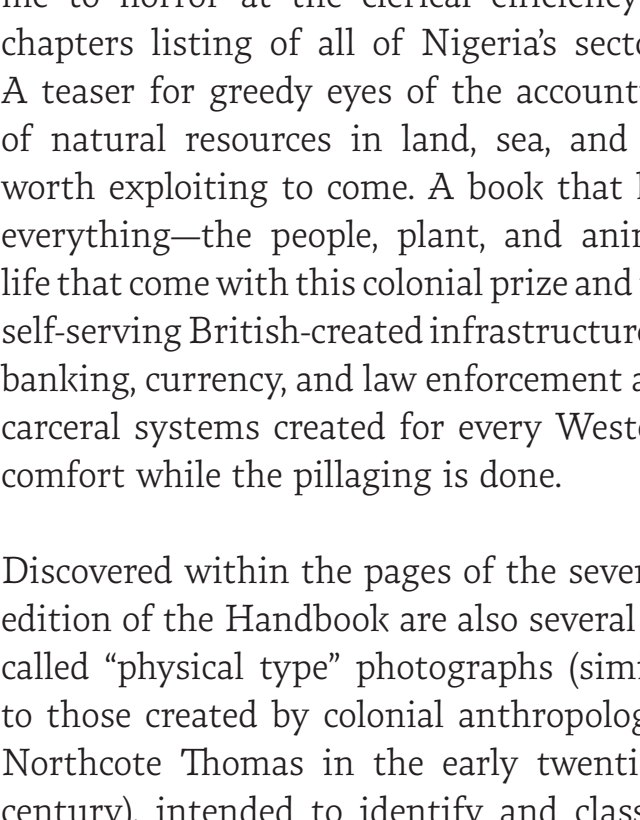 me to horror at the clerical efficiency
chapters listing of all of Nigeria’s
A teaser for greedy eyes of the
of natural resources in land, sea, and
worth exploiting to come. A book that
everything—the people, plant, and
life that come with this colonial prize and
self-serving British-created
banking, currency, and law enforcement
carceral systems created for every
comfort while the pillaging is done.
Discovered within the pages of the
edition of the Handbook are also several
called “physical type” photographs
to those created by colonial
Northcote Thomas in the early
century), intended to identify and